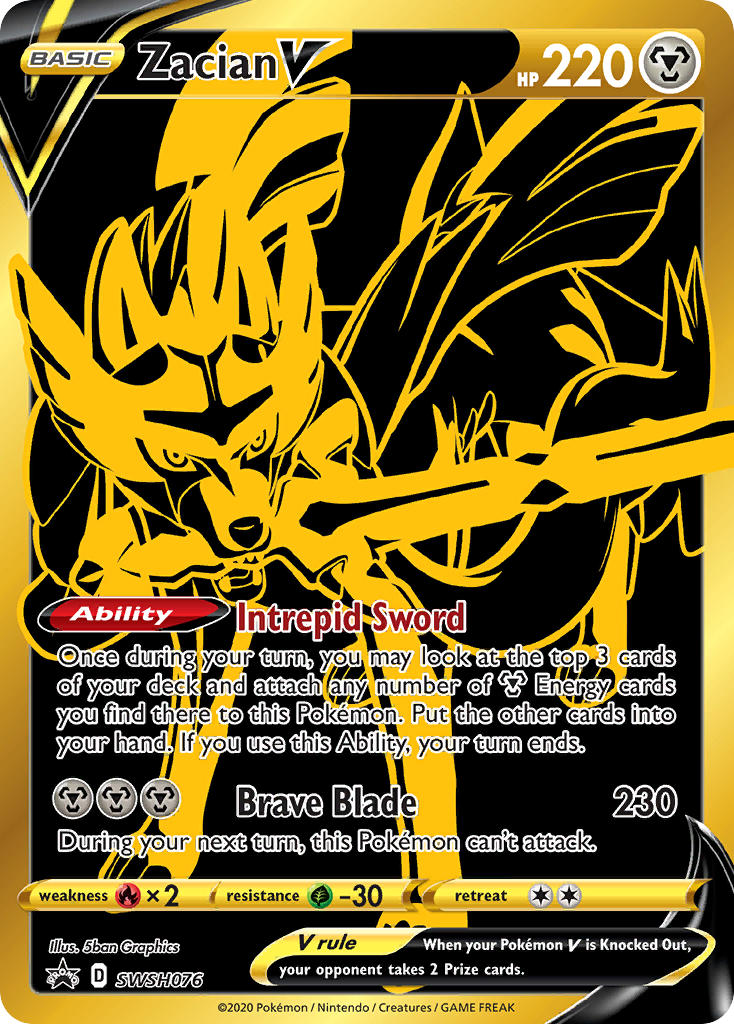 BASIC Zacian V HP 220
Ability Intrepid Sword
Once during your turn, you may look at the top 3 cards
of your deck and attach any number of Energy cards
you find there to this Pokémon. Put the other cards into
your hand. If you use this Ability, your turn ends.
Brave Blade 230
During your next turn, this Pokémon can't attack.
weakness ×2 resistance -30 retreat
Illus. 5ban Graphics
V rule When your Pokémon V is Knocked Out,
your opponent takes 2 Prize cards.
PROMO D SWSH076
©2020 Pokémon / Nintendo / Creatures / GAME FREAK